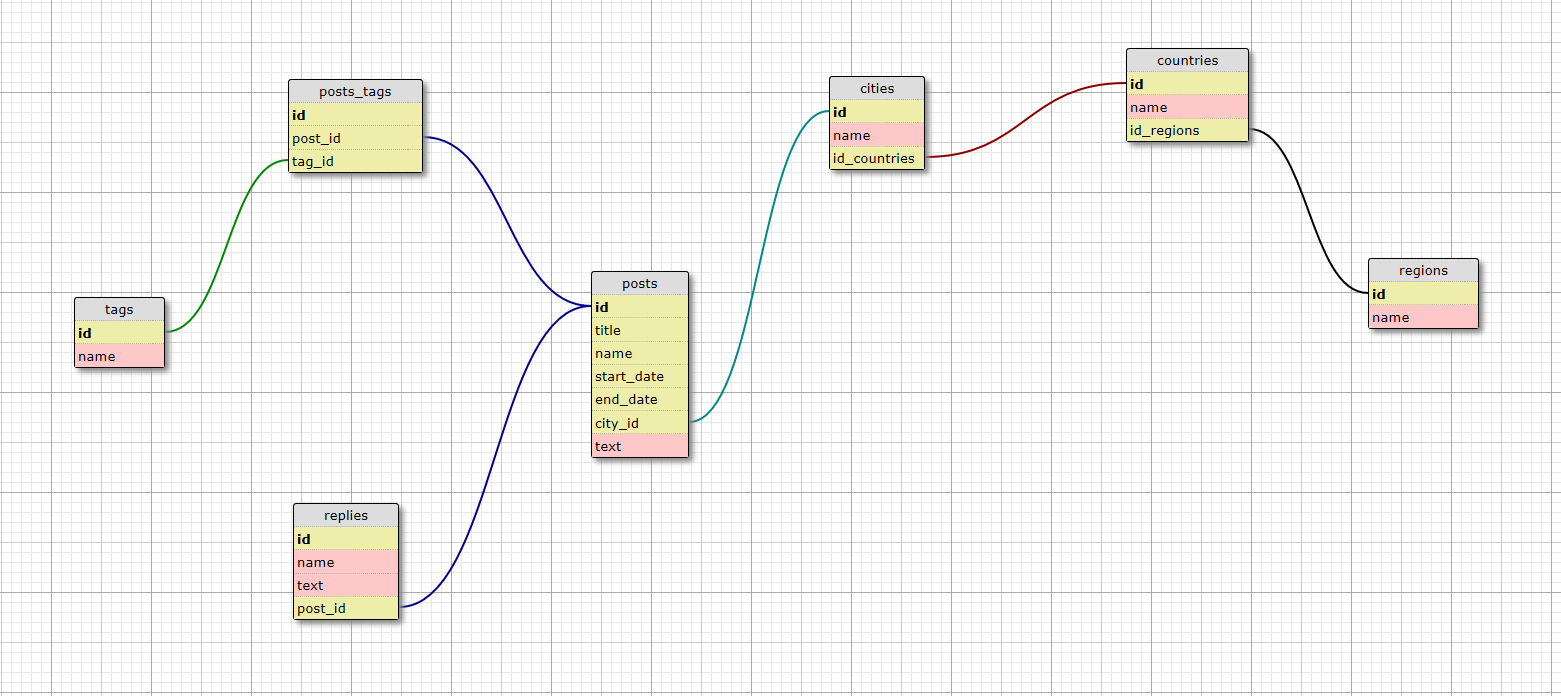 posts_tags
id
post_id
tag_id
tags
id
name
replies
id
name
text
post_id
posts
id
title
name
start_date
end_date
city_id
text
cities
id
name
id_countries
countries
id
name
id_regions
regions
id
name